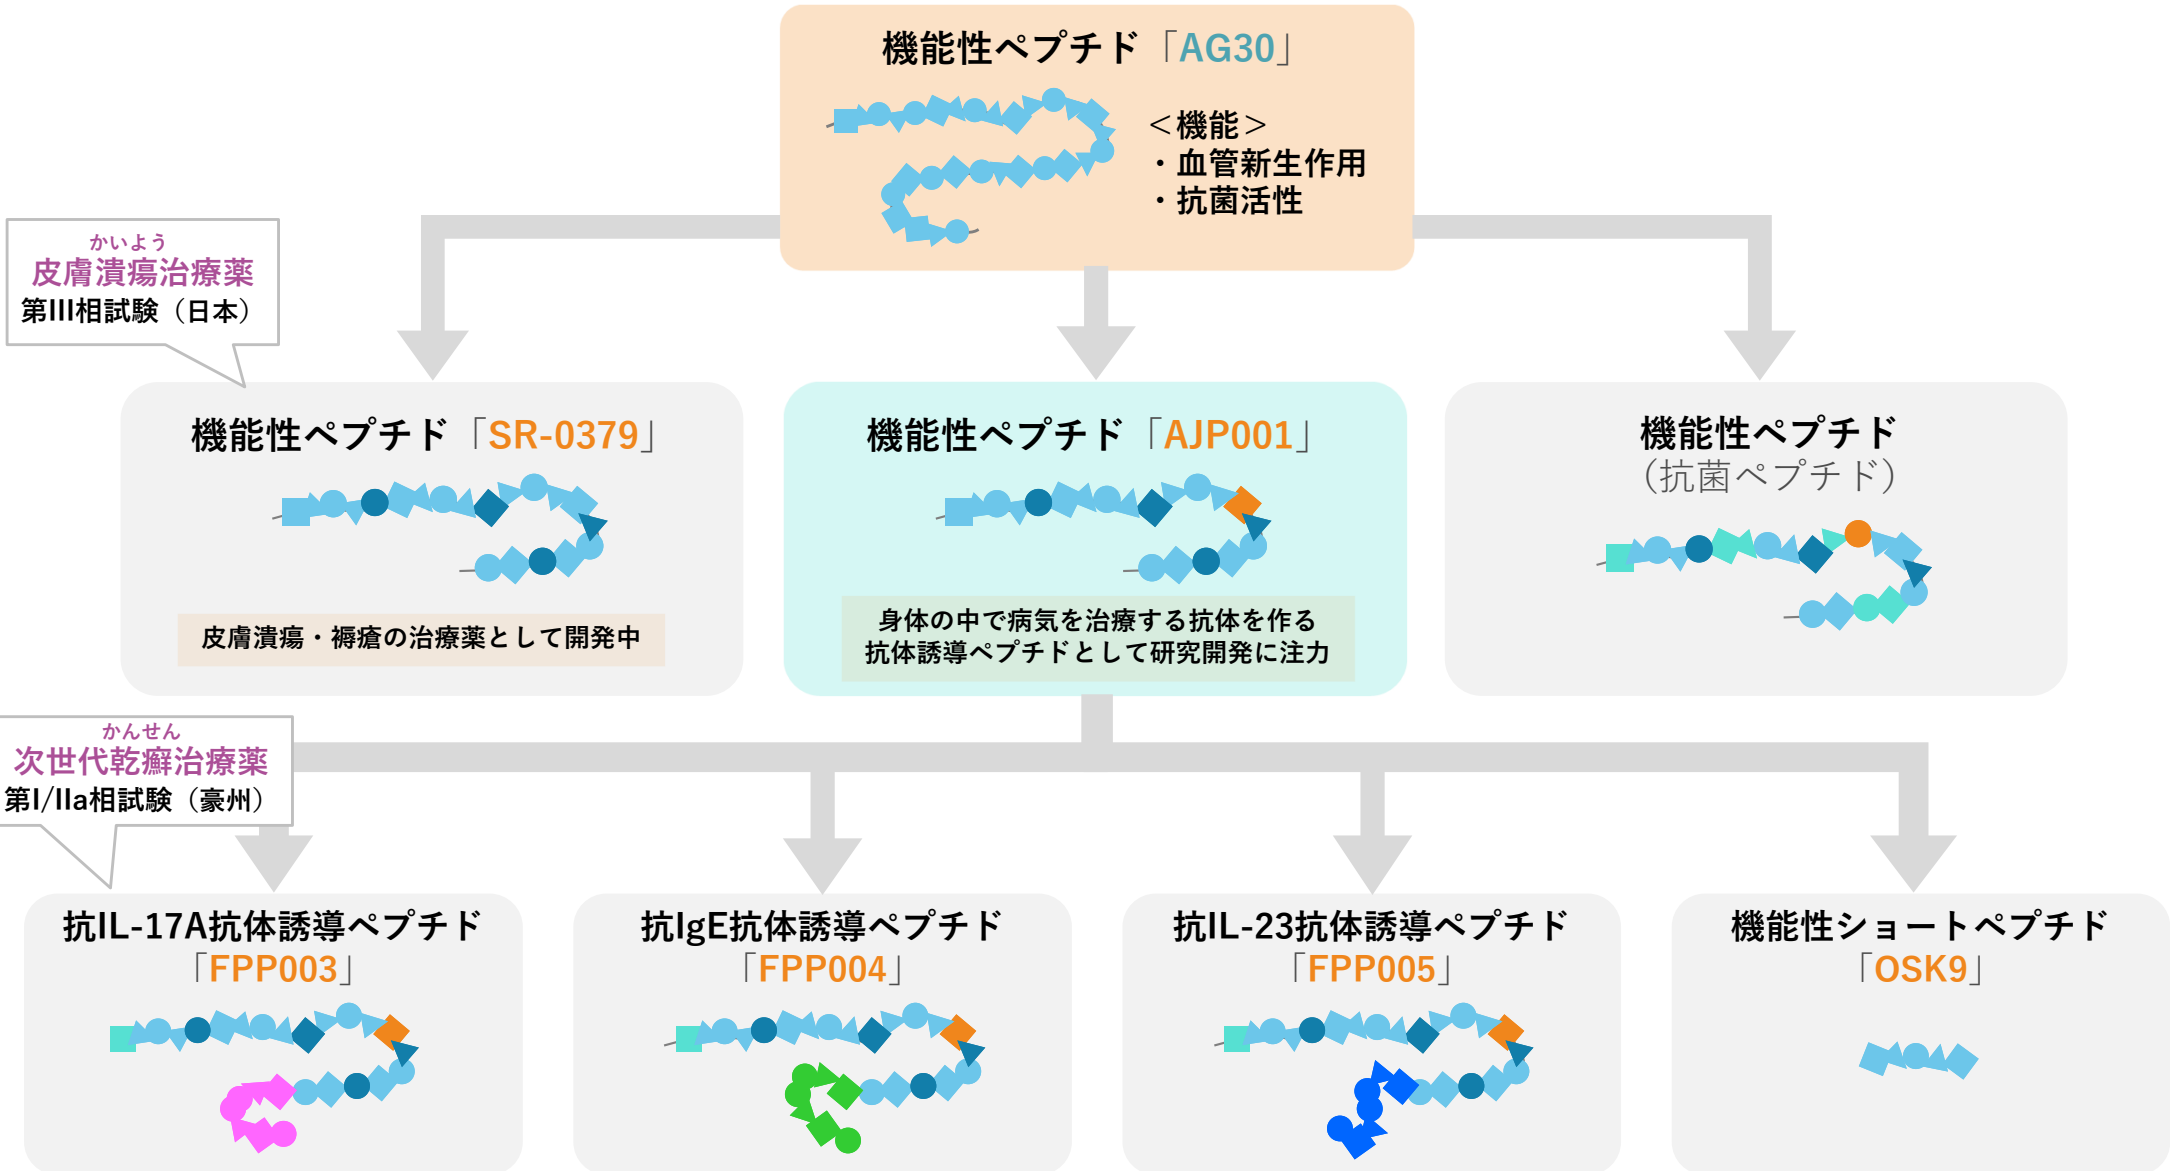 機能性ペプチド「AG30」
＜機能＞
・血管新生作用
・抗菌活性
かいよう
皮膚潰瘍治療薬
第III相試験（日本）
機能性ペプチド「SR-0379」
皮膚潰瘍・褥瘡の治療薬として開発中
機能性ペプチド「AJP001」
身体の中で病気を治療する抗体を作る
抗体誘導ペプチドとして研究開発に注力
機能性ペプチド
（抗菌ペプチド）
かんせん
次世代乾癬治療薬
第I/IIa相試験（豪州）
抗IL-17A抗体誘導ペプチド
「FPP003」
抗IgE抗体誘導ペプチド
「FPP004」
抗IL-23抗体誘導ペプチド
「FPP005」
機能性ショートペプチド
「OSK9」